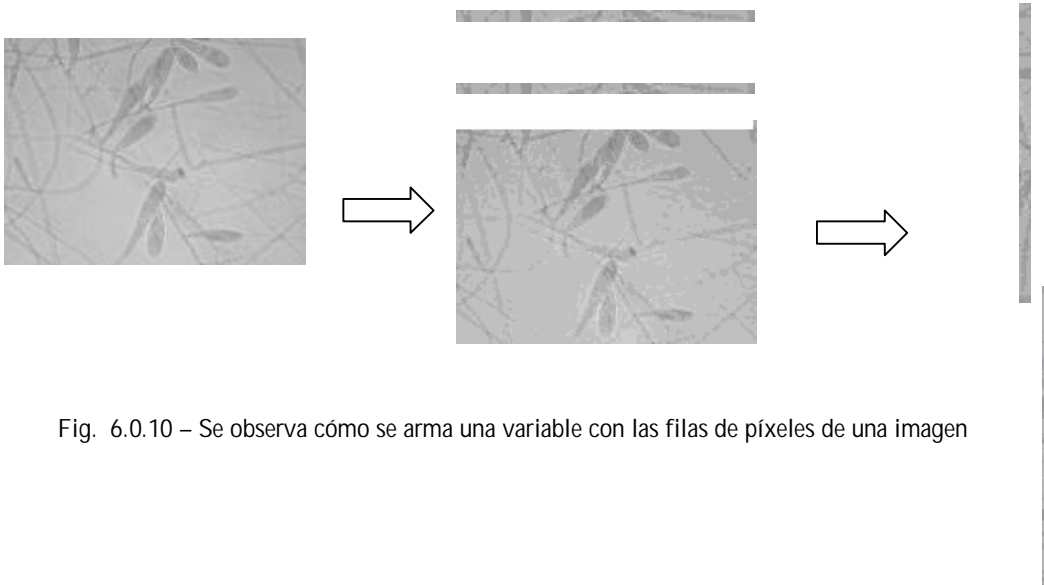 Fig. 6.0.10 – Se observa cómo se arma una variable con las filas de píxeles de una imagen